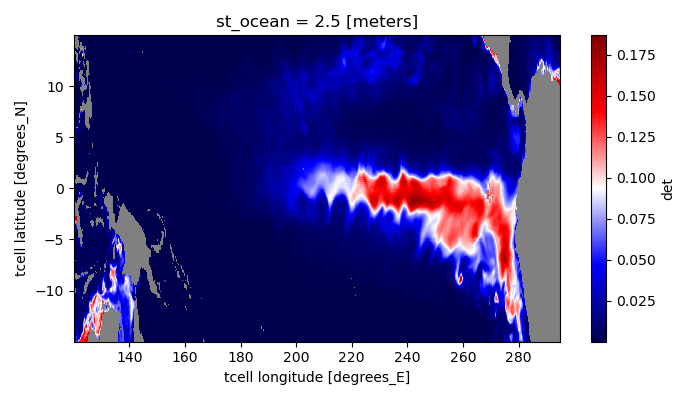 st_ocean = 2.5 [meters]
10
5
0
−5
−10
tcell latitude [degrees_N]
140 160 180 200 220 240 260 280
tcell longitude [degrees_E]
0.175
0.150
0.125
0.100
0.075
0.050
0.025
det